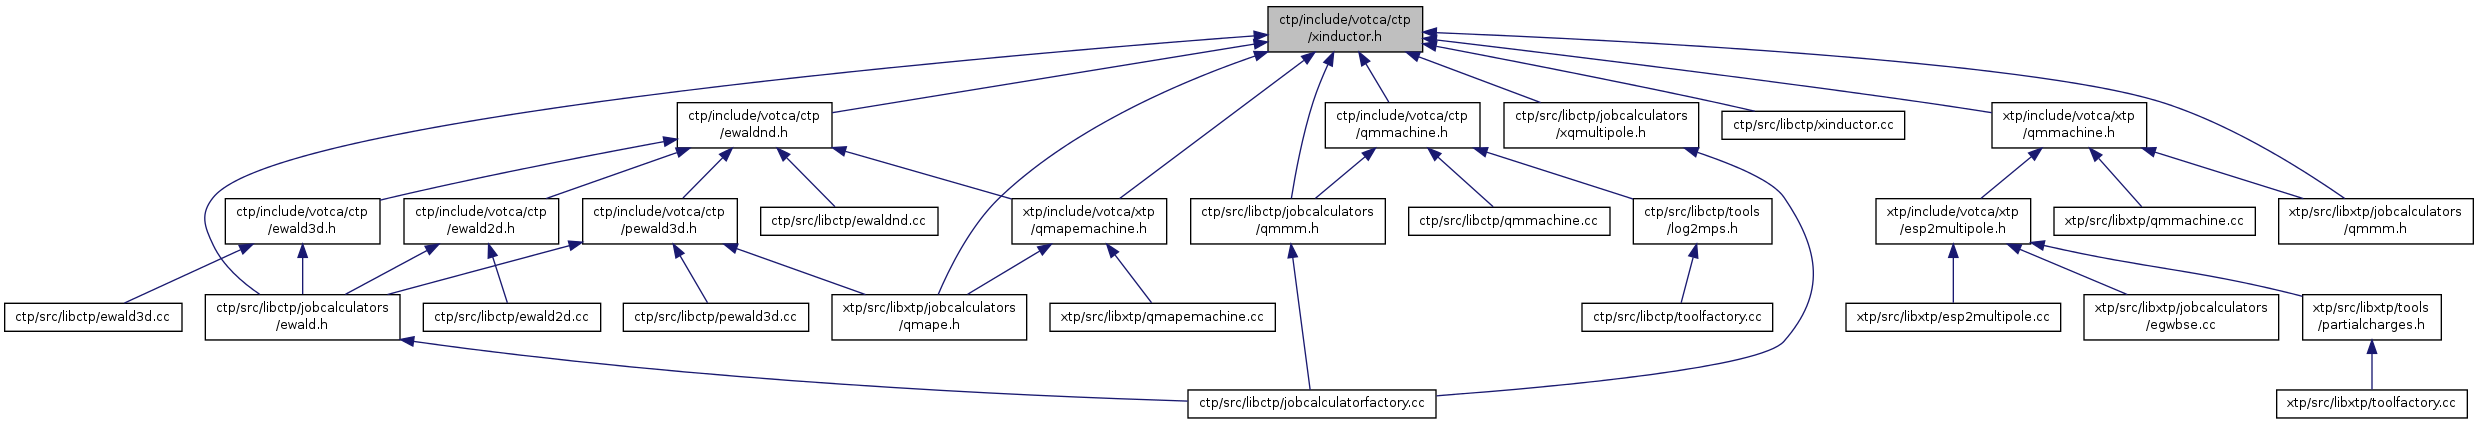 ctp/include/votca/ctp
/xinductor.h
ctp/include/votca/ctp
/ewaldnd.h
ctp/include/votca/ctp
/qmmachine.h
ctp/src/libctp/jobcalculators
/xqmultipole.h
ctp/src/libctp/xinductor.cc
xtp/include/votca/xtp
/qmmachine.h
ctp/include/votca/ctp
/ewald3d.h
ctp/include/votca/ctp
/ewald2d.h
ctp/include/votca/ctp
/pewald3d.h
ctp/src/libctp/ewaldnd.cc
xtp/include/votca/xtp
/qmapemachine.h
ctp/src/libctp/jobcalculators
/qmmm.h
ctp/src/libctp/qmmachine.cc
ctp/src/libctp/tools
/log2mps.h
xtp/include/votca/xtp
/esp2multipole.h
xtp/src/libxtp/qmmachine.cc
xtp/src/libxtp/jobcalculators
/qmmm.h
ctp/src/libctp/ewald3d.cc
ctp/src/libctp/jobcalculators
/ewald.h
ctp/src/libctp/ewald2d.cc
ctp/src/libctp/pewald3d.cc
xtp/src/libxtp/jobcalculators
/qmape.h
xtp/src/libxtp/qmapemachine.cc
ctp/src/libctp/toolfactory.cc
xtp/src/libxtp/esp2multipole.cc
xtp/src/libxtp/jobcalculators
/egwbse.cc
xtp/src/libxtp/tools
/partialcharges.h
ctp/src/libctp/jobcalculatorfactory.cc
xtp/src/libxtp/toolfactory.cc